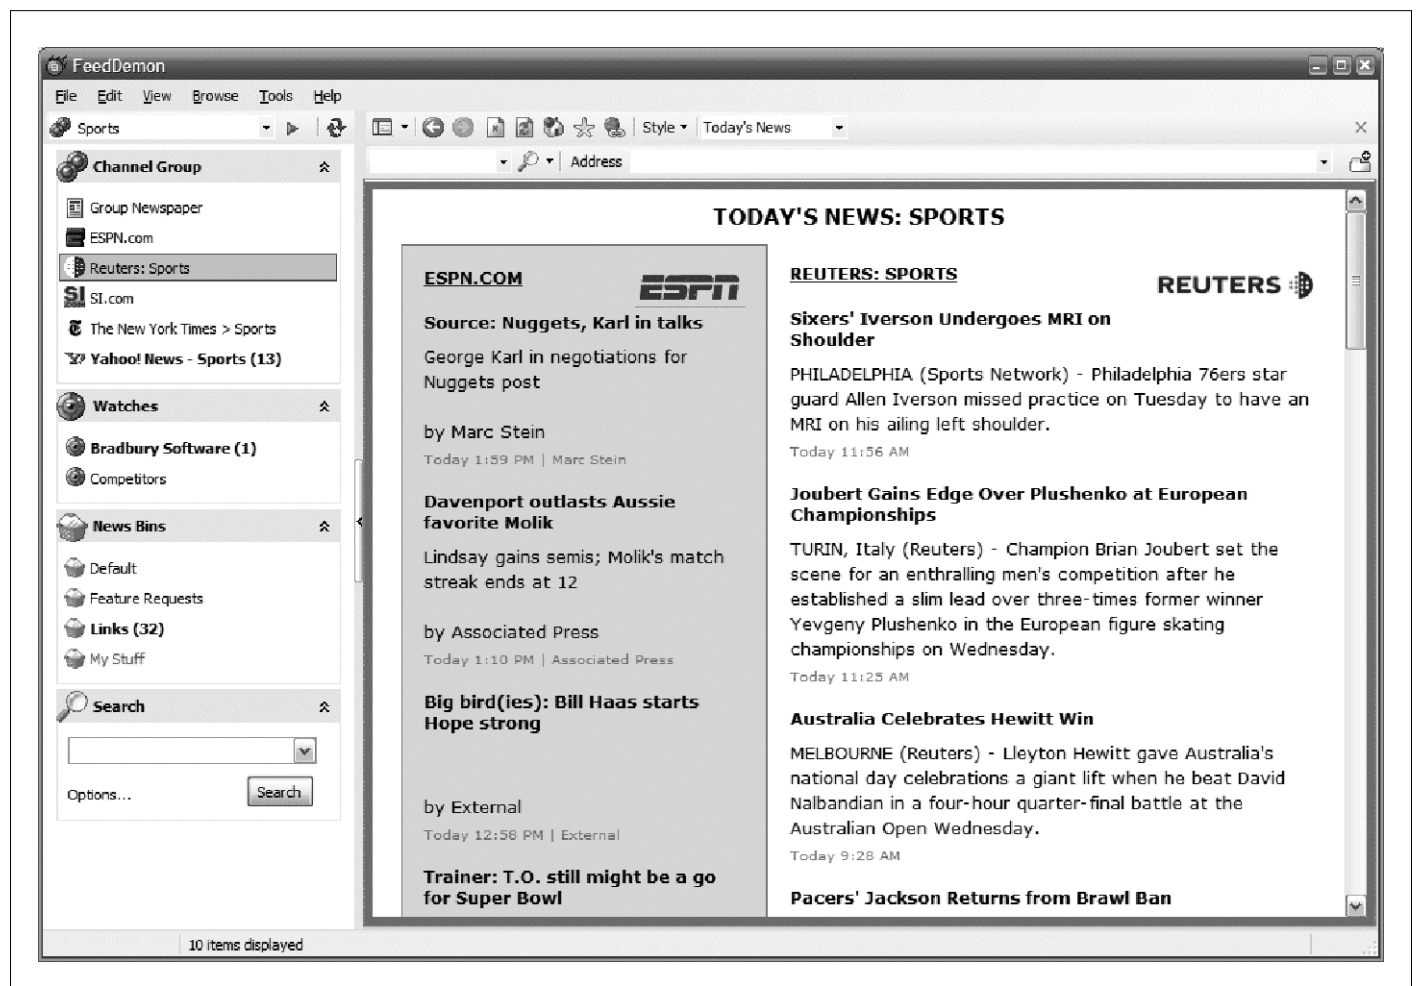 FeedDemon
File Edit View Browse Tools Help
Sports
Style Today's News
Address
Channel Group
Group Newspaper
ESPN.com
Reuters: Sports
SI.com
The New York Times > Sports
Yahoo! News - Sports (13)
Watches
Bradbury Software (1)
Competitors
News Bins
Default
Feature Requests
Links (32)
My Stuff
Search
Options...
Search
TODAY'S NEWS: SPORTS
ESPN.COM
ESPN
Source: Nuggets, Karl in talks
George Karl in negotiations for
Nuggets post
by Marc Stein
Today 1:59 PM | Marc Stein
Davenport outlasts Aussie
favorite Molik
Lindsay gains semis; Molik's match
streak ends at 12
by Associated Press
Today 1:10 PM | Associated Press
Big bird(ies): Bill Haas starts
Hope strong
by External
Today 12:58 PM | External
Trainer: T.O. still might be a go
for Super Bowl
REUTERS: SPORTS
REUTERS
Sixers' Iverson Undergoes MRI on
Shoulder
PHILADELPHIA (Sports Network) - Philadelphia 76ers star
guard Allen Iverson missed practice on Tuesday to have an
MRI on his ailing left shoulder.
Today 11:56 AM
Joubert Gains Edge Over Plushenko at European
Championships
TURIN, Italy (Reuters) - Champion Brian Joubert set the
scene for an enthralling men's competition after he
established a slim lead over three-times former winner
Yevgeny Plushenko in the European figure skating
championships on Wednesday.
Today 11:25 AM
Australia Celebrates Hewitt Win
MELBOURNE (Reuters) - Lleyton Hewitt gave Australia's
national day celebrations a giant lift when he beat David
Nalbandian in a four-hour quarter-final battle at the
Australian Open Wednesday.
Today 9:28 AM
Pacers' Jackson Returns from Brawl Ban
10 items displayed